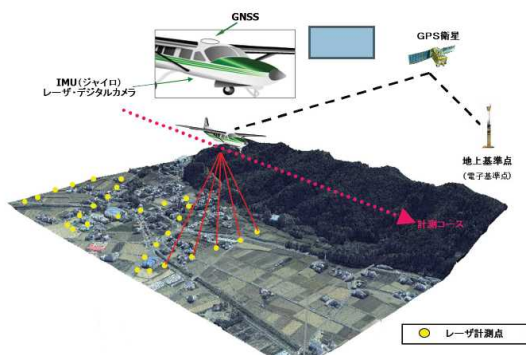 GNSS
GPS衛星
IMU(ジャイロ)
レーザ・デジタルカメラ
地上基準点
(電子基準点)
計測コース
レーザ計測点